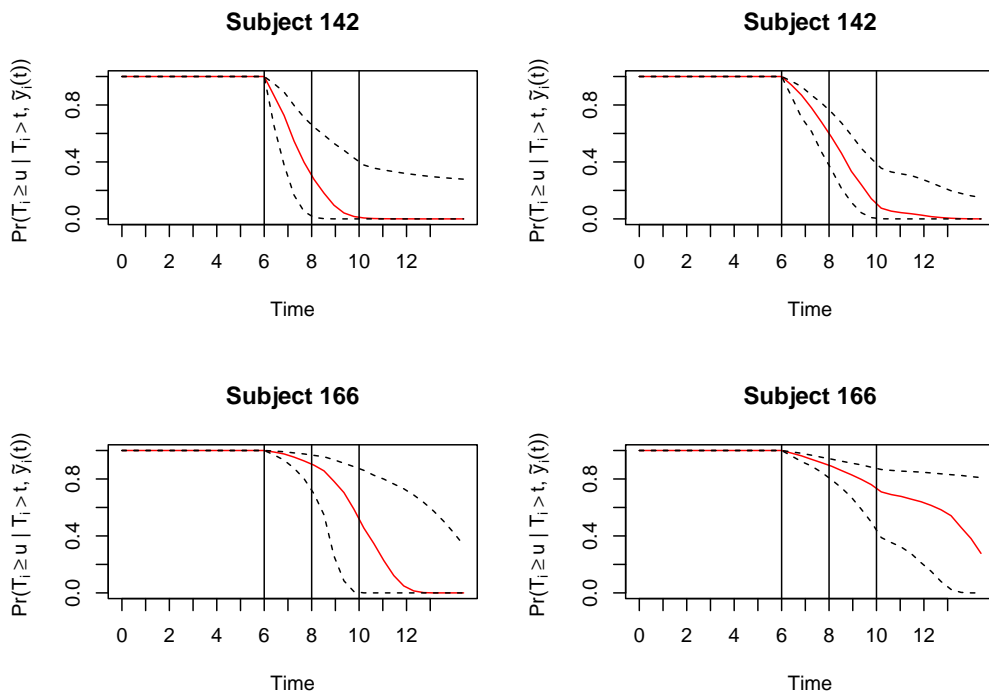 Subject 142
Pr(Tᵢ ≥ u | Tᵢ > t, ỹᵢ(t))
0.0 0.4 0.8
0 2 4 6 8 10 12
Time
Subject 142
Pr(Tᵢ ≥ u | Tᵢ > t, ỹᵢ(t))
0.0 0.4 0.8
0 2 4 6 8 10 12
Time
Subject 166
Pr(Tᵢ ≥ u | Tᵢ > t, ỹᵢ(t))
0.0 0.4 0.8
0 2 4 6 8 10 12
Time
Subject 166
Pr(Tᵢ ≥ u | Tᵢ > t, ỹᵢ(t))
0.0 0.4 0.8
0 2 4 6 8 10 12
Time